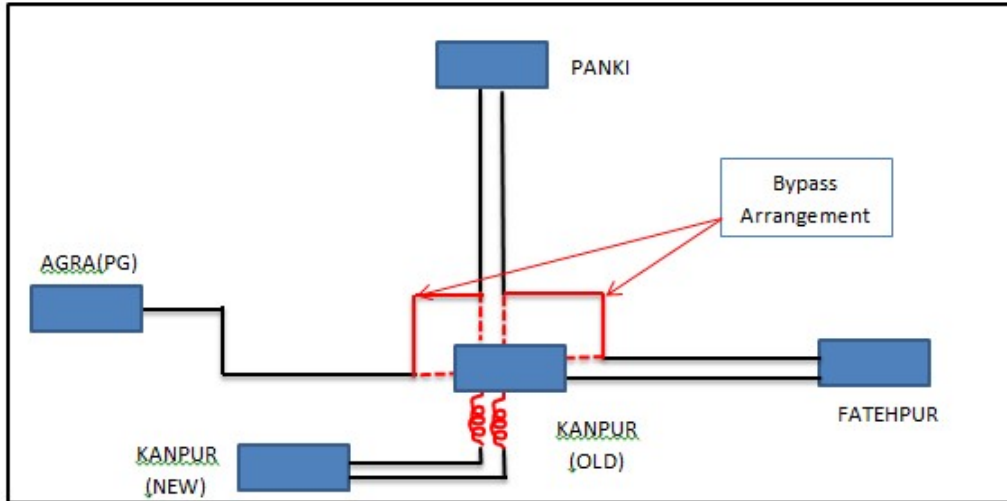 PANKI
Bypass
Arrangement
AGRA(PG)
FATEHPUR
KANPUR
(OLD)
KANPUR
(NEW)